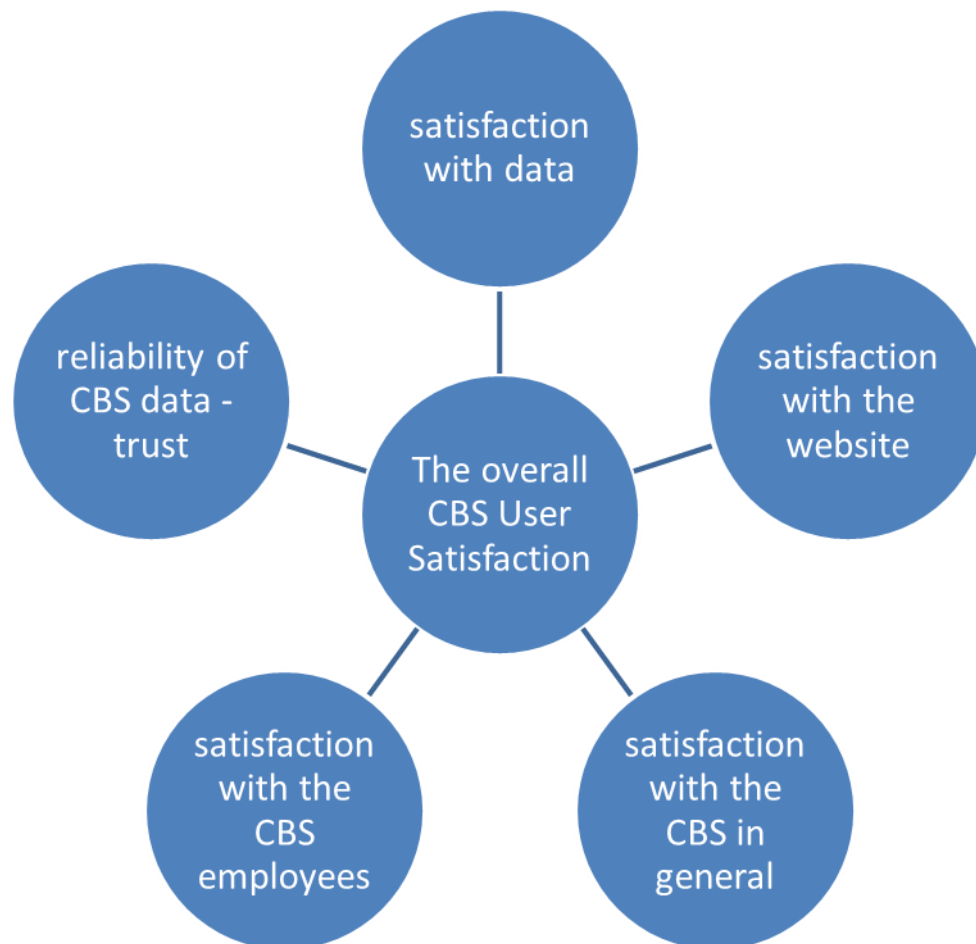 satisfaction
with data
satisfaction
with the
website
satisfaction
with the
CBS in
general
satisfaction
with the
CBS
employees
reliability of
CBS data -
trust
The overall
CBS User
Satisfaction